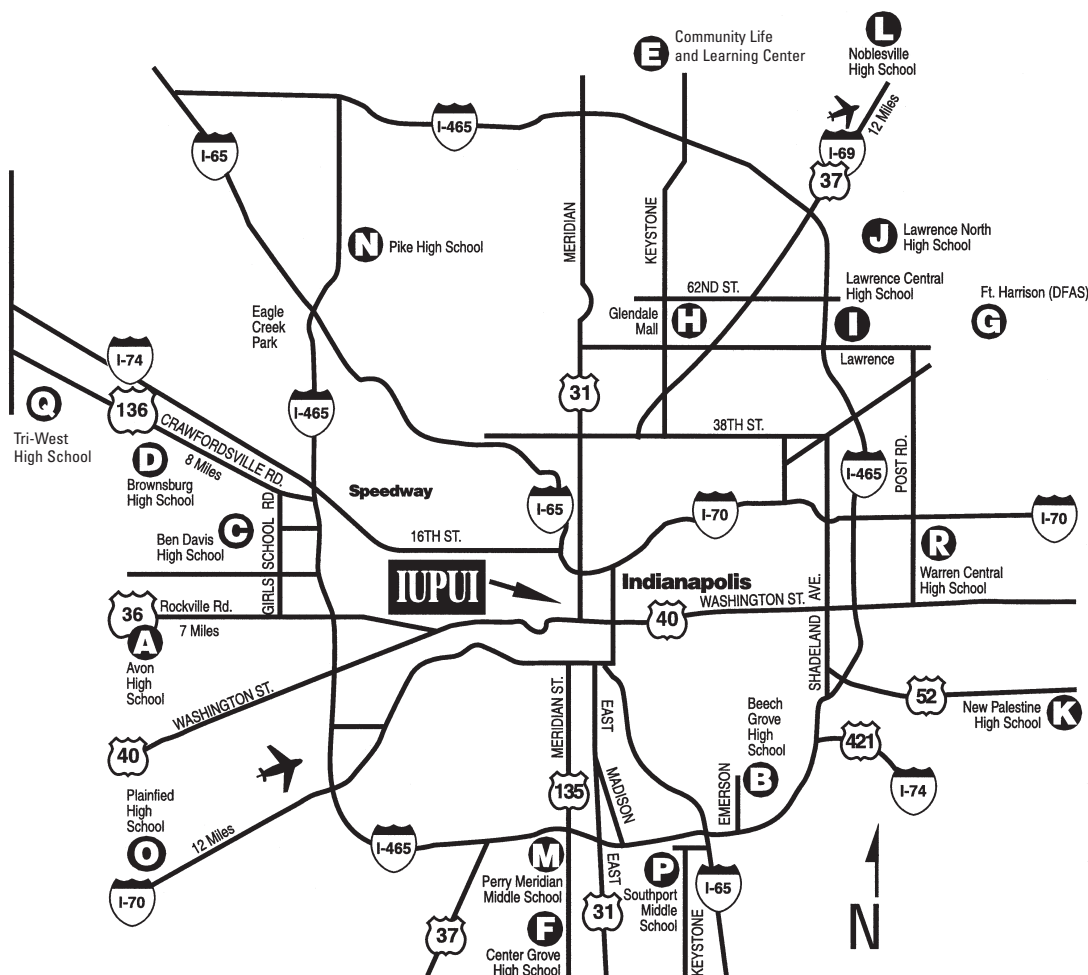 L
Noblesville
High School
E
Community Life
and Learning Center
12 Miles
I-465
I-65
I-69
37
N
Pike High School
MERIDIAN
KEYSTONE
J
Lawrence North
High School
62ND ST.
Lawrence Central
High School
I
Ft. Harrison (DFAS)
G
Glendale
Mall
H
Eagle
Creek
Park
Lawrence
I-74
136
Q
Tri-West
High School
CRAWFORDSVILLE RD.
8 Miles
D
Brownsburg
High School
I-465
31
38TH ST.
I-465
POST RD.
Speedway
I-65
I-70
I-70
C
Ben Davis
High School
GIRLS SCHOOL RD
16TH ST.
R
Warren Central
High School
IUPUI
Indianapolis
36
Rockville Rd.
7 Miles
A
Avon
High
School
40
WASHINGTON ST.
SHADELAND AVE.
WASHINGTON ST.
40
52
New Palestine
High School
K
MERIDIAN ST.
EAST
Beech
Grove
High
School
B
421
I-74
135
MADISON
EMERSON
Plainfied
High
School
O
12 Miles
I-70
I-465
M
Perry Meridian
Middle School
EAST
P
Southport
Middle
School
I-65
31
37
F
Center Grove
High School
KEYSTONE
N